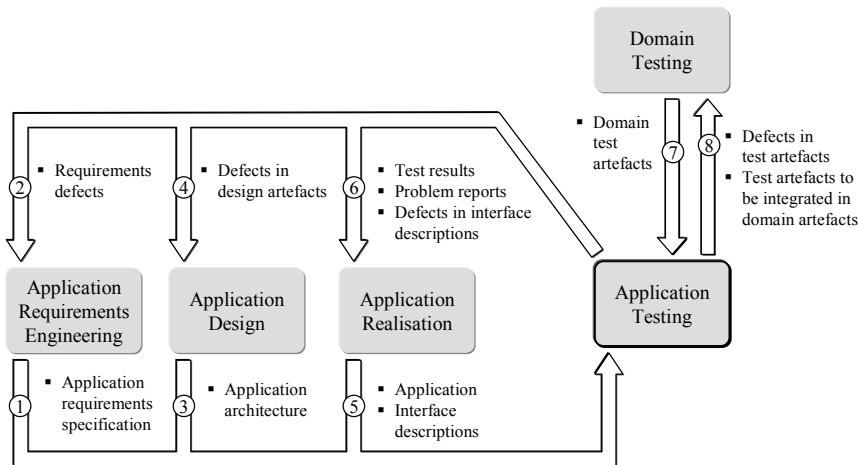 Domain
Testing
▪ Domain
test
artefacts
7
8
▪ Defects in
test artefacts
▪ Test artefacts to
be integrated in
domain artefacts
2
▪ Requirements
defects
4
▪ Defects in
design artefacts
6
▪ Test results
▪ Problem reports
▪ Defects in interface
descriptions
Application
Requirements
Engineering
Application
Design
Application
Realisation
Application
Testing
1
▪ Application
requirements
specification
3
▪ Application
architecture
5
▪ Application
▪ Interface
descriptions